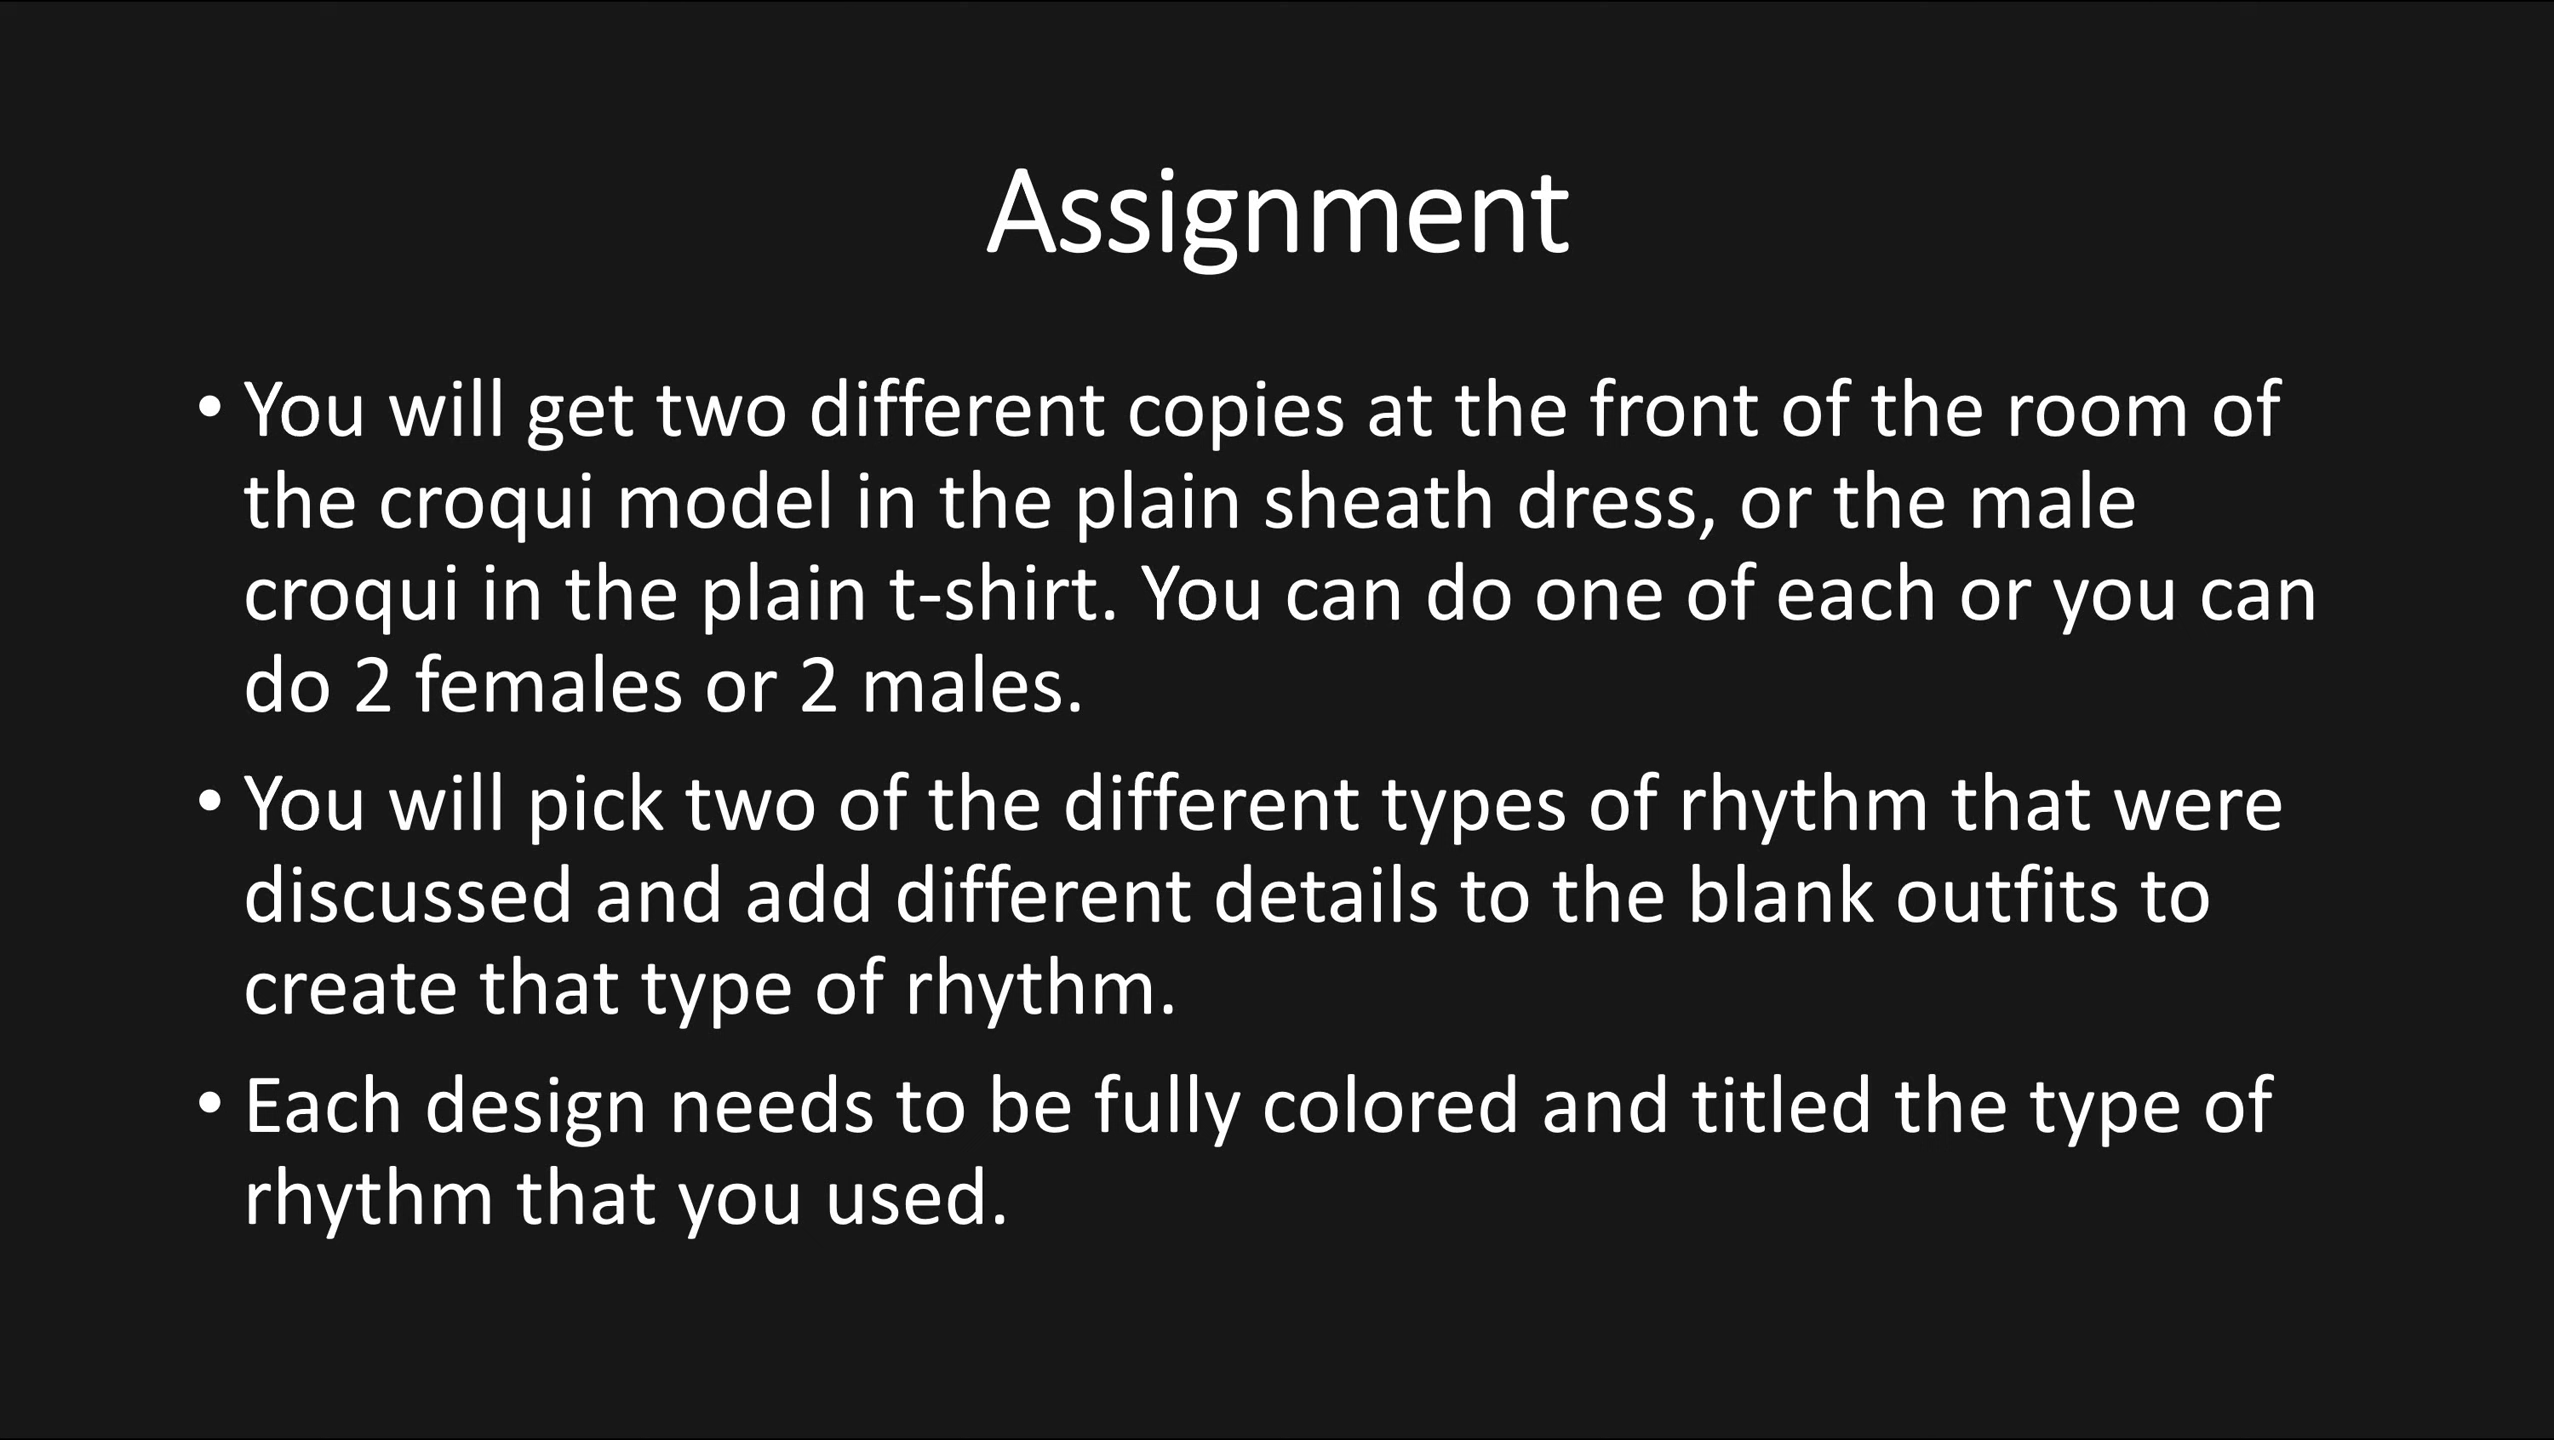 Assignment
• You will get two different copies at the front of the room of
the croqui model in the plain sheath dress, or the male
croqui in the plain t-shirt. You can do one of each or you can
do 2 females or 2 males.
• You will pick two of the different types of rhythm that were
discussed and add different details to the blank outfits to
create that type of rhythm.
• Each design needs to be fully colored and titled the type of
rhythm that you used.